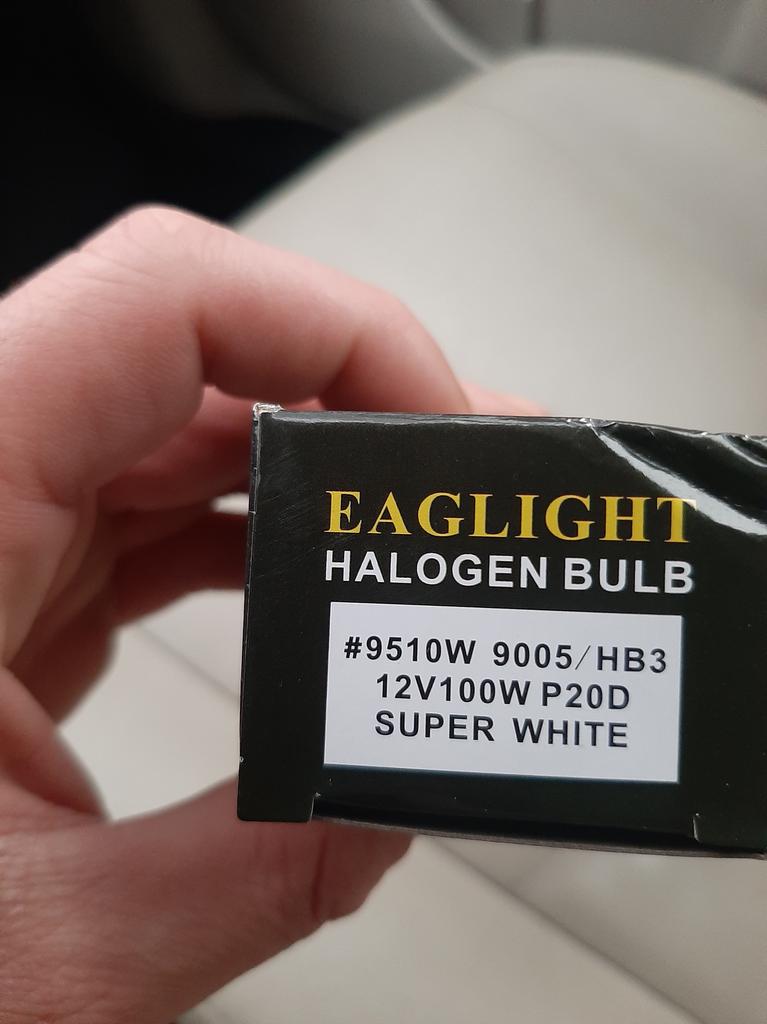 EAGLIGHT
HALOGEN BULB
#9510W 9005/HB3
12V100W P20D
SUPER WHITE